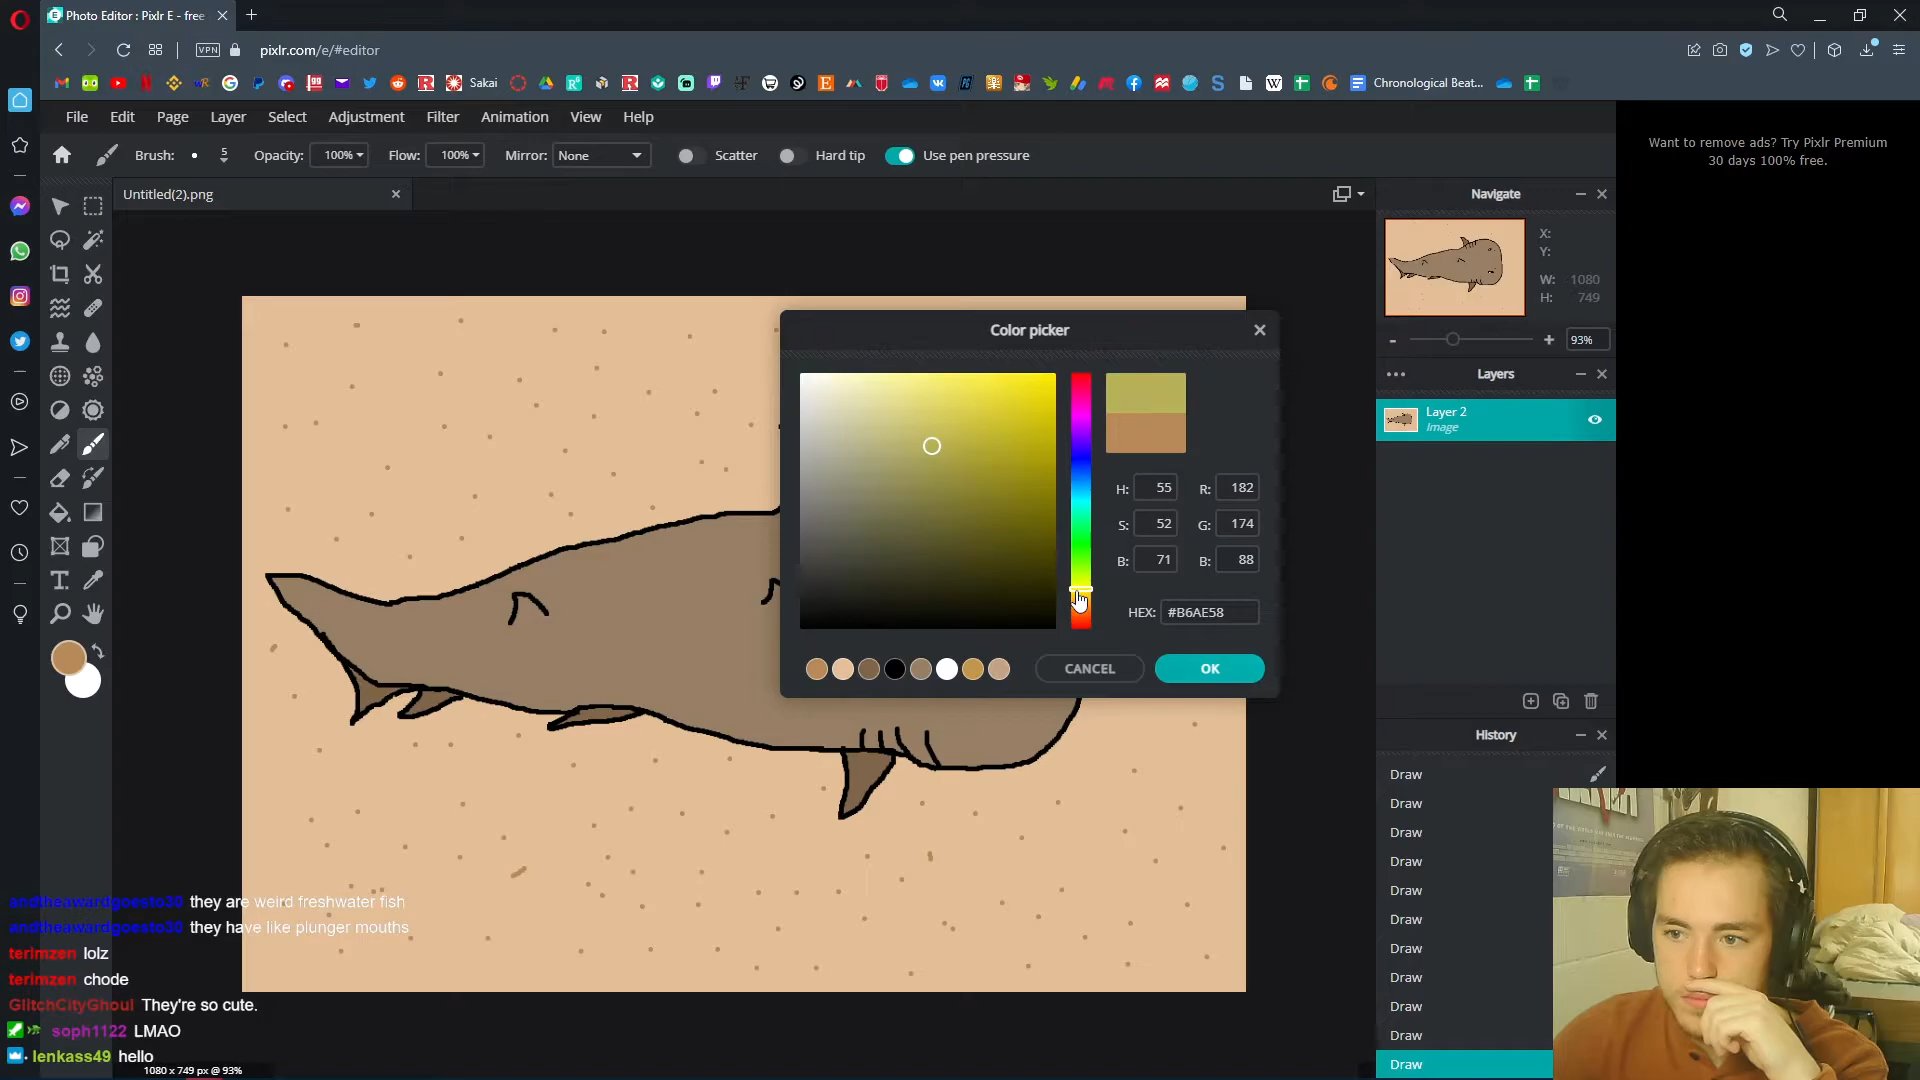 Photo Editor : Pixlr E - free
VPN
pixlr.com/e/#editor
Sakai
Chronological Beat...
File Edit Page Layer Select Adjustment Filter Animation View Help
Want to remove ads? Try Pixlr Premium
30 days 100% free.
Brush: 5 Opacity: 100% Flow: 100% Mirror: None Scatter Hard tip Use pen pressure
Untitled(2).png
Navigate
X:
Y:
W: 1080
H: 749
93%
Layers
Layer 2
Image
Color picker
H: 55 R: 182
S: 52 G: 174
B: 71 B: 88
HEX: #B6AE58
CANCEL OK
History
Draw
Draw
Draw
Draw
Draw
Draw
Draw
Draw
Draw
Draw
Draw
andtheawardgoesto30 they are weird freshwater fish
andtheawardgoesto30 they have like plunger mouths
terimzen lolz
terimzen chode
GlitchCityGhoul They're so cute.
soph1122 LMAO
lenkass49 hello
1080 x 749 px @ 93%